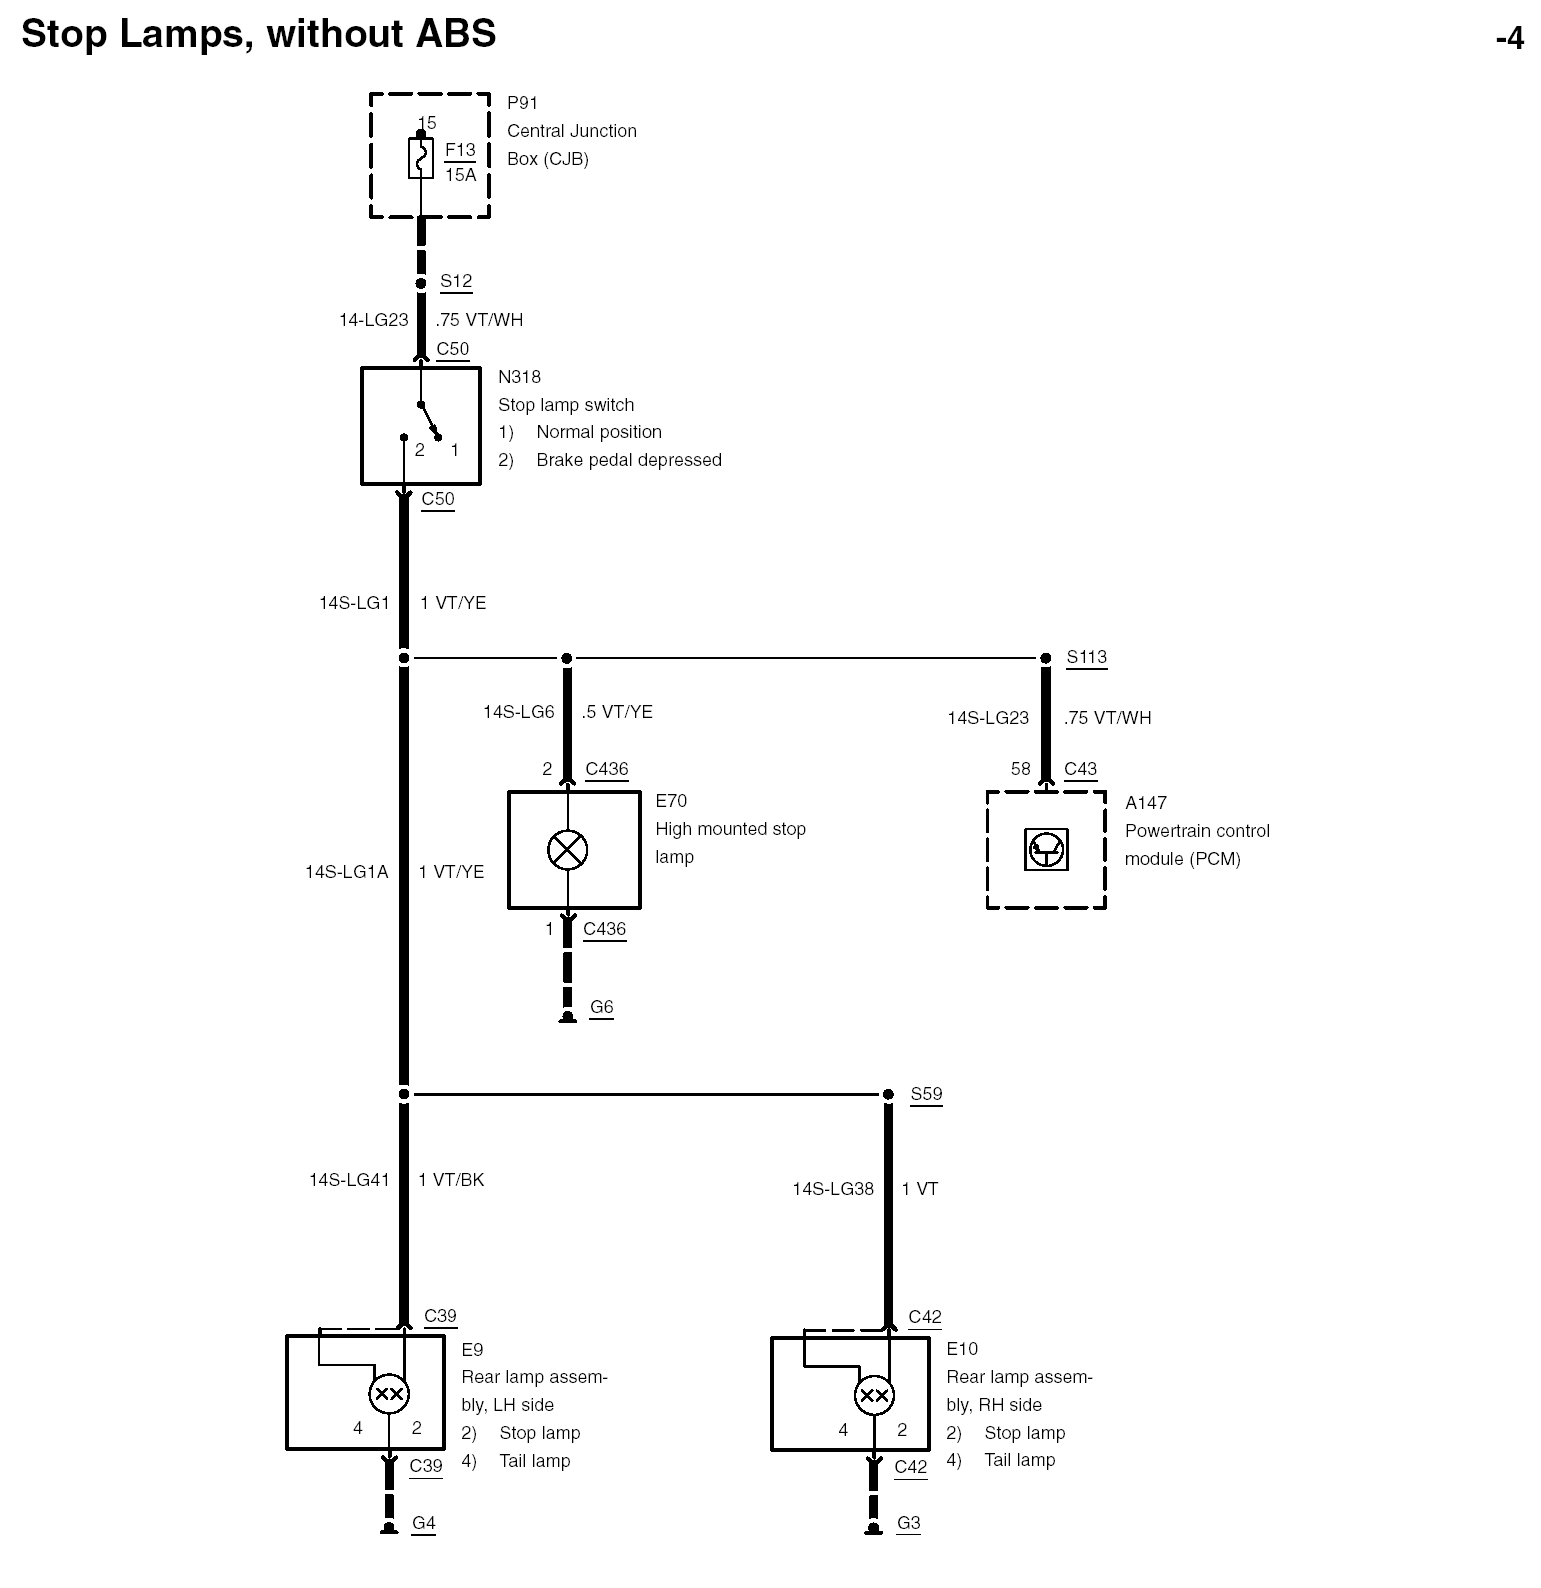 Stop Lamps, without ABS
-4
P91
Central Junction
Box (CJB)
15
F13
15A
S12
14-LG23 .75 VT/WH
C50
N318
Stop lamp switch
1) Normal position
2) Brake pedal depressed
2 1
C50
14S-LG1 1 VT/YE
S113
14S-LG6 .5 VT/YE
14S-LG23 .75 VT/WH
2 C436
58 C43
E70
High mounted stop
lamp
A147
Powertrain control
module (PCM)
14S-LG1A 1 VT/YE
1 C436
G6
S59
14S-LG41 1 VT/BK
14S-LG38 1 VT
C39
E9
Rear lamp assem-
bly, LH side
2) Stop lamp
4) Tail lamp
4 2
C39
G4
C42
E10
Rear lamp assem-
bly, RH side
2) Stop lamp
4) Tail lamp
4 2
C42
G3